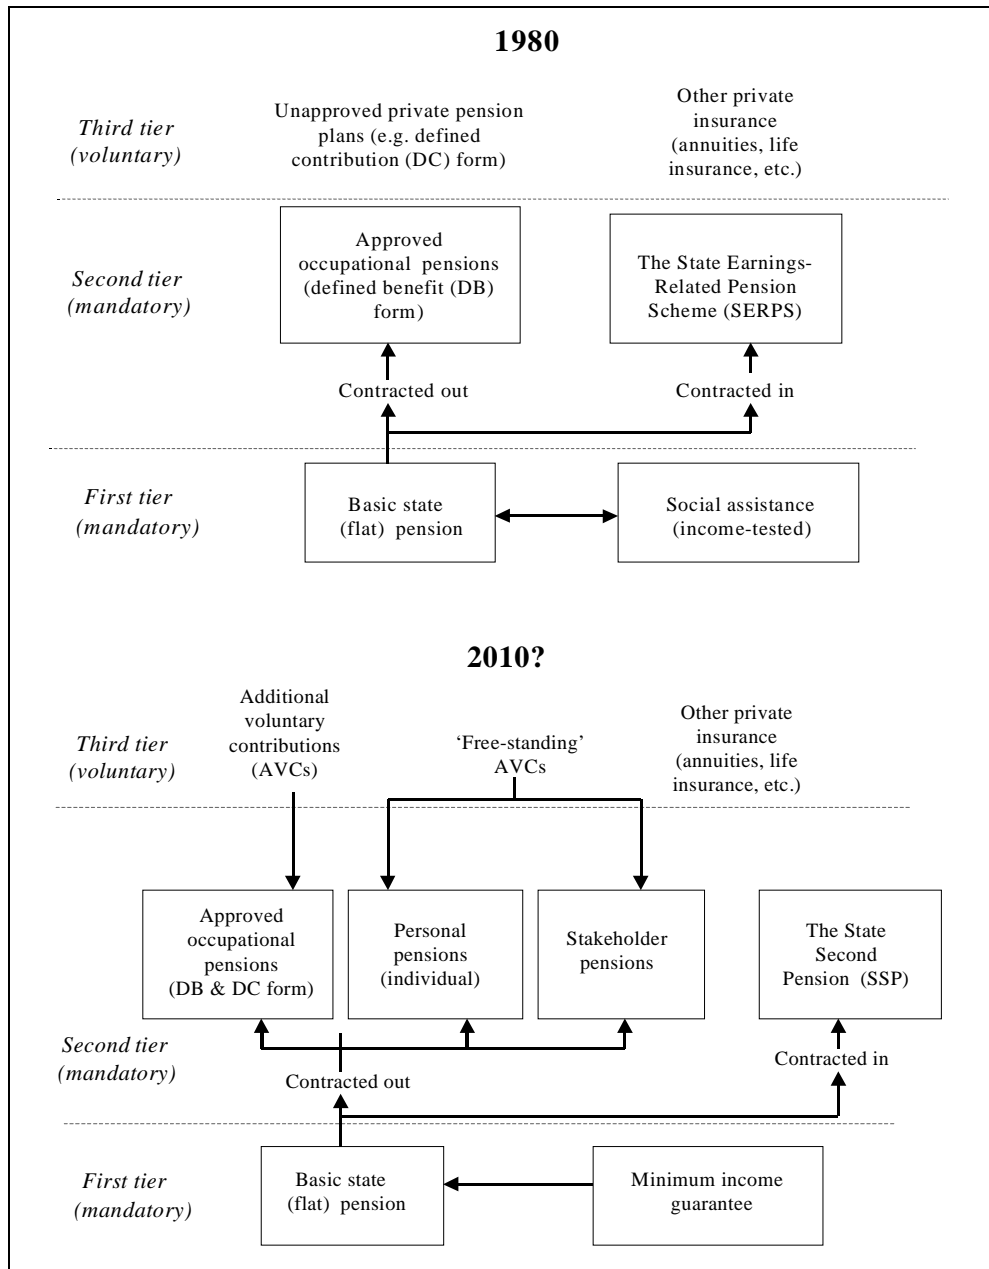 1980
Third tier
(voluntary)
Unapproved private pension
plans (e.g. defined
contribution (DC) form)
Other private
insurance
(annuities, life
insurance, etc.)
Second tier
(mandatory)
Approved
occupational pensions
(defined benefit (DB)
form)
The State Earnings-
Related Pension
Scheme (SERPS)
Contracted out
Contracted in
First tier
(mandatory)
Basic state
(flat) pension
Social assistance
(income-tested)
2010?
Third tier
(voluntary)
Additional
voluntary
contributions
(AVCs)
‘Free-standing’
AVCs
Other private
insurance
(annuities, life
insurance, etc.)
Approved
occupational
pensions
(DB & DC form)
Personal
pensions
(individual)
Stakeholder
pensions
The State
Second
Pension (SSP)
Second tier
(mandatory)
Contracted out
Contracted in
First tier
(mandatory)
Basic state
(flat) pension
Minimum income
guarantee